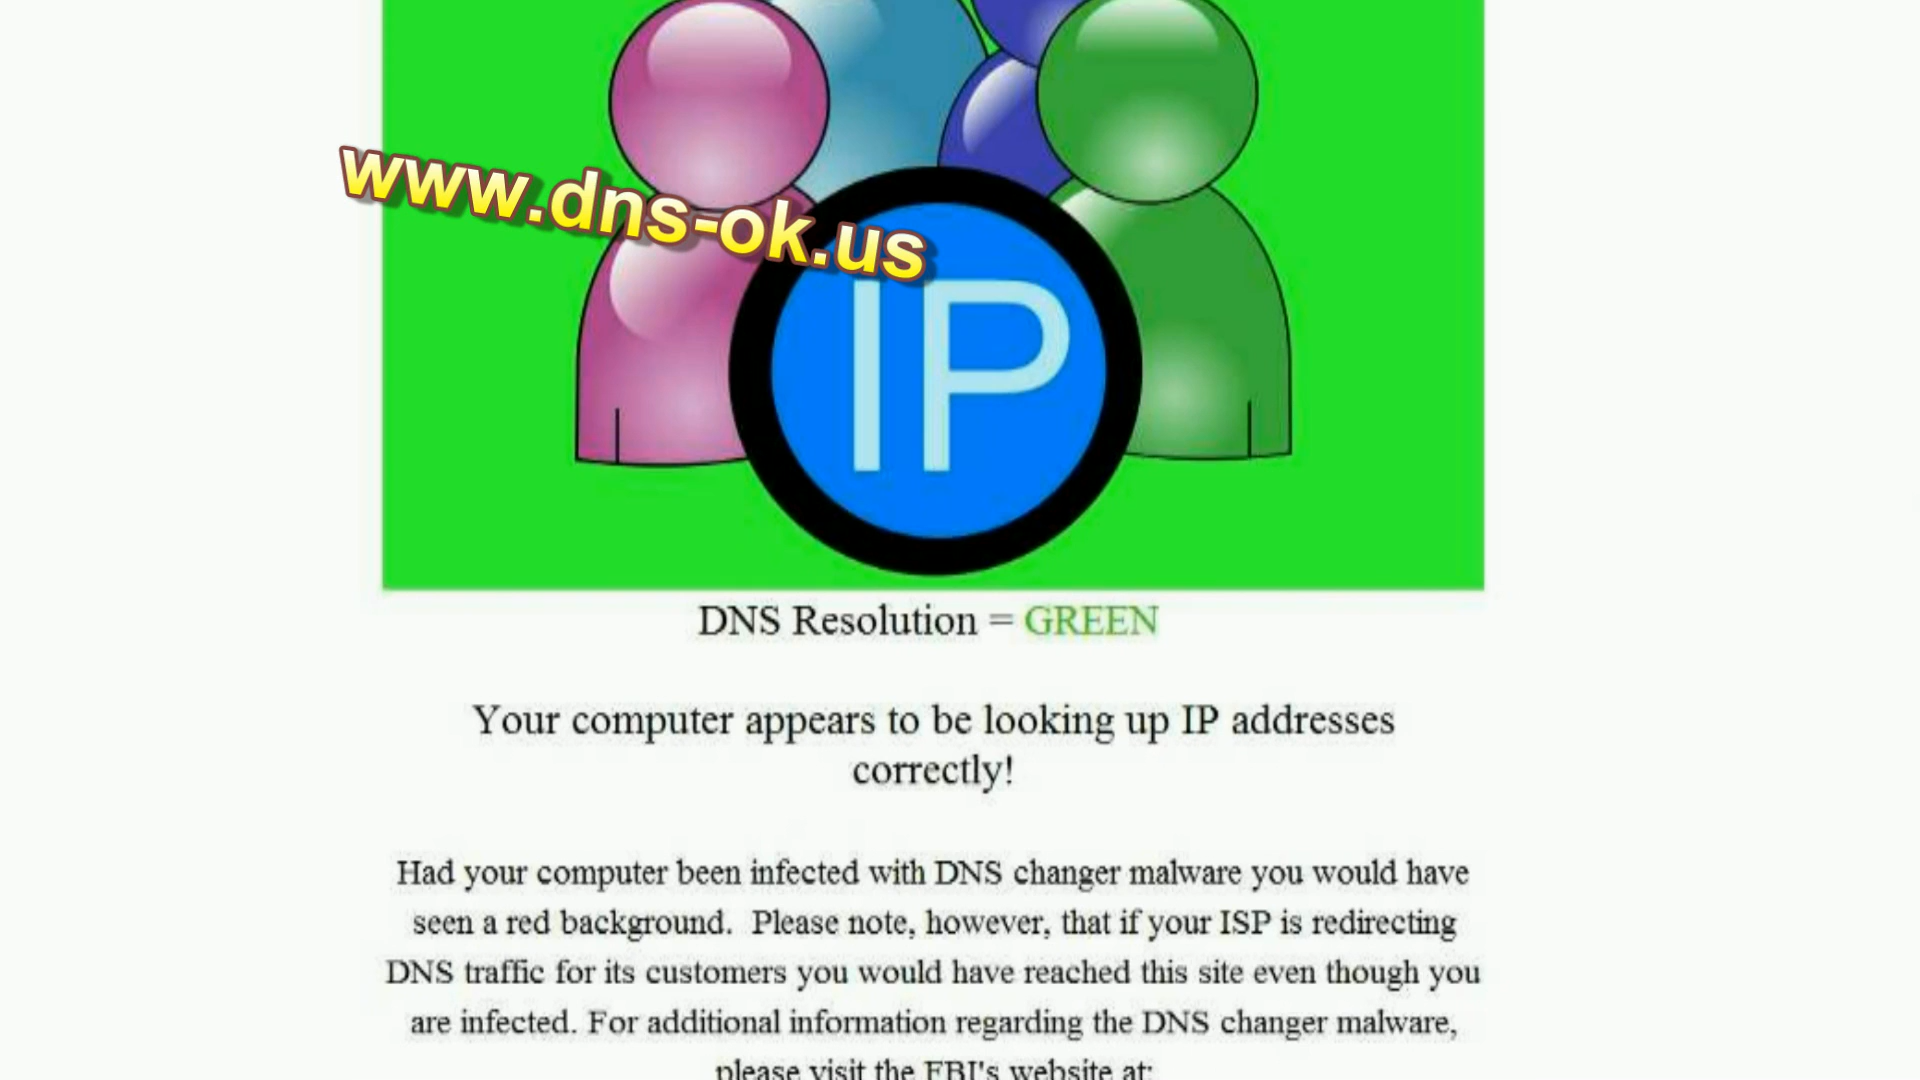 www.dns-ok.us
IP
DNS Resolution = GREEN
Your computer appears to be looking up IP addresses
correctly!
Had your computer been infected with DNS changer malware you would have
seen a red background.  Please note, however, that if your ISP is redirecting
DNS traffic for its customers you would have reached this site even though you
are infected. For additional information regarding the DNS changer malware,
please visit the FBI's website at: